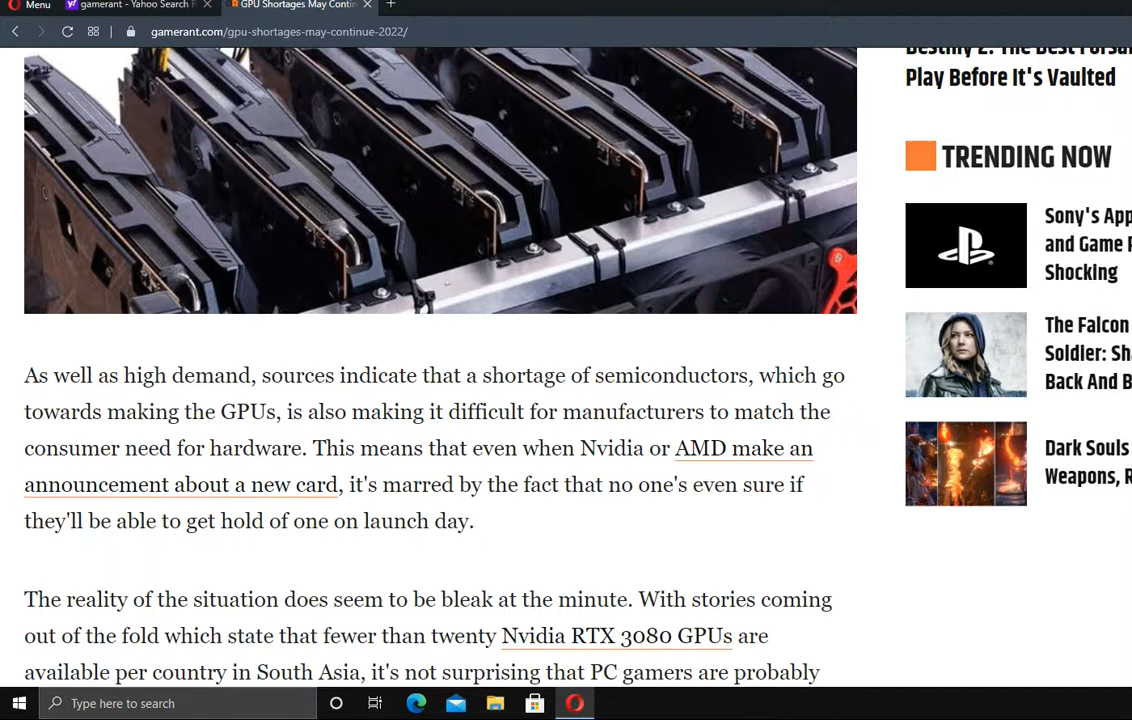 Menu
gamerant - Yahoo Search
GPU Shortages May Contin
gamerant.com/gpu-shortages-may-continue-2022/
Destiny 2: The Best
Play Before It's Vaulted
TRENDING NOW
Sony's App
and Game
Shocking
The Falcon
Soldier:
Back And B
Dark Souls
Weapons,
As well as high demand, sources indicate that a shortage of semiconductors, which go
towards making the GPUs, is also making it difficult for manufacturers to match the
consumer need for hardware. This means that even when Nvidia or AMD make an
announcement about a new card, it's marred by the fact that no one's even sure if
they'll be able to get hold of one on launch day.
The reality of the situation does seem to be bleak at the minute. With stories coming
out of the fold which state that fewer than twenty Nvidia RTX 3080 GPUs are
available per country in South Asia, it's not surprising that PC gamers are probably
Type here to search